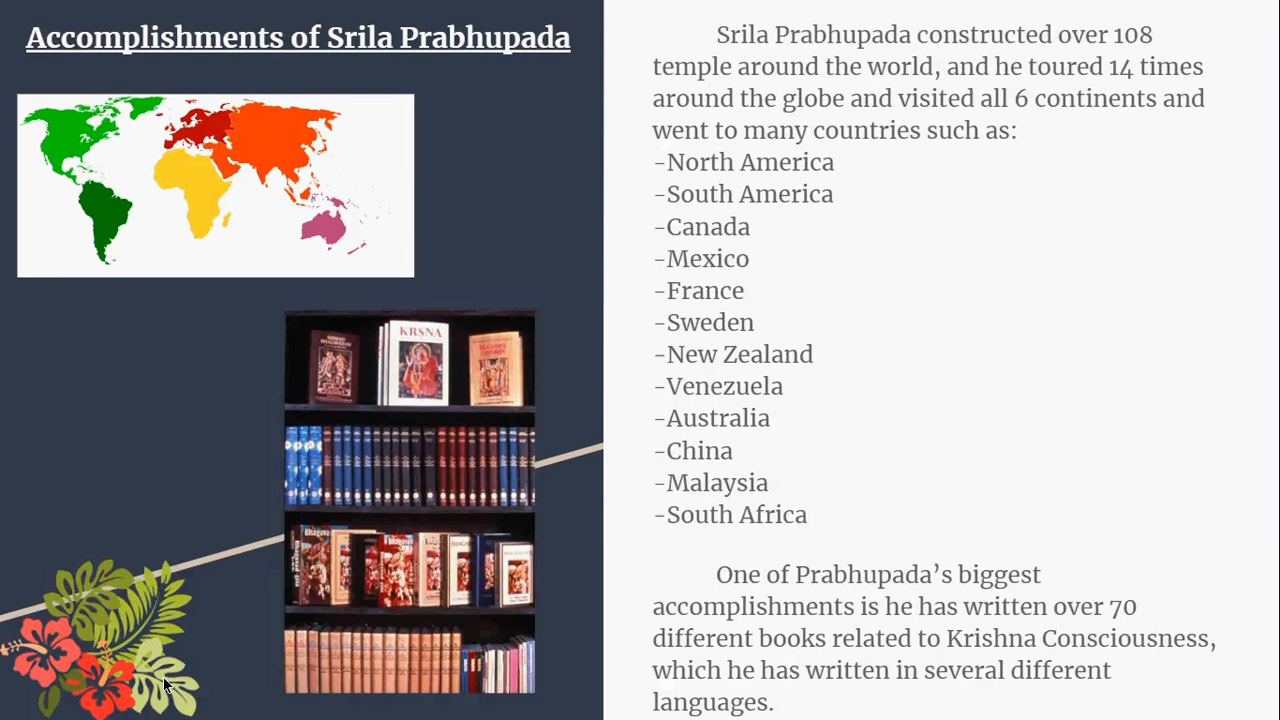 Accomplishments of Srila Prabhupada
KRSNA
Srila Prabhupada constructed over 108
temple around the world, and he toured 14 times
around the globe and visited all 6 continents and
went to many countries such as:
-North America
-South America
-Canada
-Mexico
-France
-Sweden
-New Zealand
-Venezuela
-Australia
-China
-Malaysia
-South Africa
One of Prabhupada’s biggest
accomplishments is he has written over 70
different books related to Krishna Consciousness,
which he has written in several different
languages.